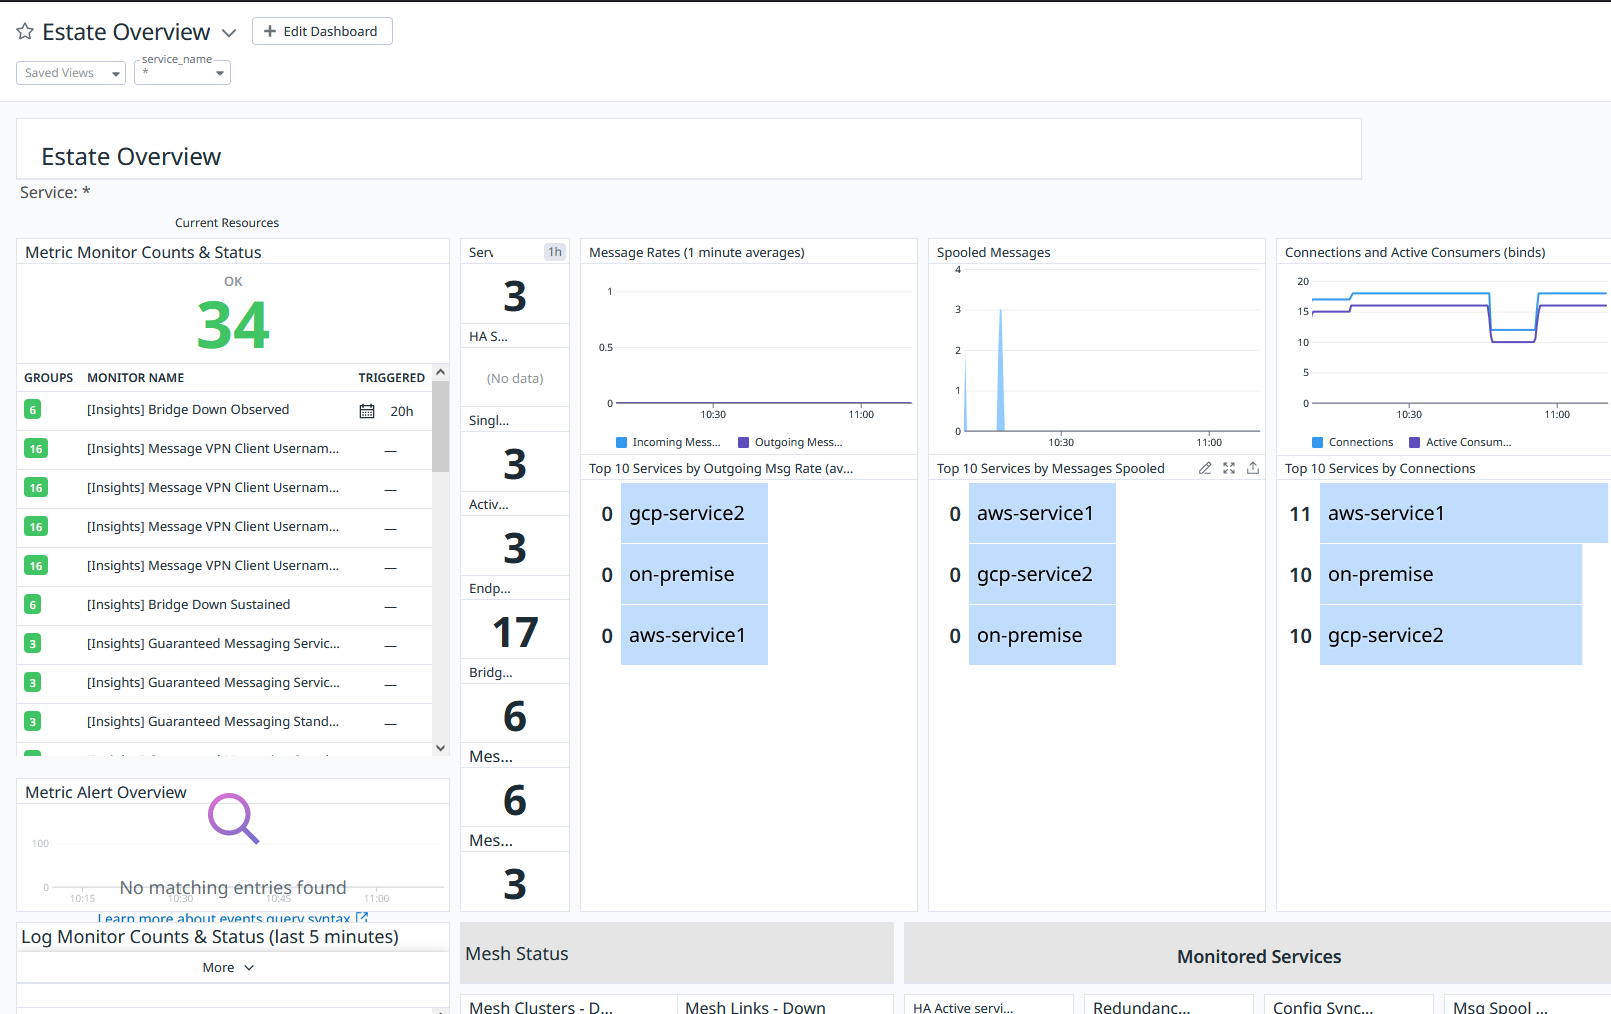 Estate Overview
Edit Dashboard
Saved Views
service_name
*
Estate Overview
Service: *
Current Resources
Metric Monitor Counts & Status
OK
34
GROUPS MONITOR NAME TRIGGERED
6 [Insights] Bridge Down Observed 20h
16 [Insights] Message VPN Client Usernam... —
16 [Insights] Message VPN Client Usernam... —
16 [Insights] Message VPN Client Usernam... —
16 [Insights] Message VPN Client Usernam... —
6 [Insights] Bridge Down Sustained —
3 [Insights] Guaranteed Messaging Servic... —
3 [Insights] Guaranteed Messaging Servic... —
3 [Insights] Guaranteed Messaging Stand... —
Metric Alert Overview
100
0
10:15 10:30 10:45 11:00
No matching entries found
Learn more about events query syntax
Log Monitor Counts & Status (last 5 minutes)
More
Serv 1h
3
HA S...
(No data)
Singl...
3
Activ...
3
Endp...
17
Bridg...
6
Mes...
6
Mes...
3
Message Rates (1 minute averages)
1
0.5
0
10:30 11:00
Incoming Mess... Outgoing Mess...
Top 10 Services by Outgoing Msg Rate (av...
0 gcp-service2
0 on-premise
0 aws-service1
Spooled Messages
4
3
2
1
0
10:30 11:00
Top 10 Services by Messages Spooled
0 aws-service1
0 gcp-service2
0 on-premise
Connections and Active Consumers (binds)
20
15
10
5
0
10:30 11:00
Connections Active Consum...
Top 10 Services by Connections
11 aws-service1
10 on-premise
10 gcp-service2
Mesh Status
Mesh Clusters - D...
Mesh Links - Down
Monitored Services
HA Active servi...
Redundanc...
Config Sync...
Msg Spool ...